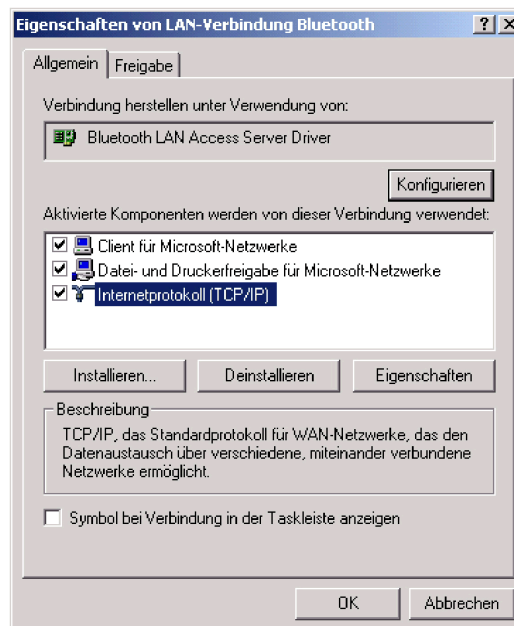 Eigenschaften von LAN-Verbindung Bluetooth
Allgemein Freigabe
Verbindung herstellen unter Verwendung von:
Bluetooth LAN Access Server Driver
Konfigurieren
Aktivierte Komponenten werden von dieser Verbindung verwendet:
Client für Microsoft-Netzwerke
Datei- und Druckerfreigabe für Microsoft-Netzwerke
Internetprotokoll (TCP/IP)
Installieren... Deinstallieren Eigenschaften
Beschreibung
TCP/IP, das Standardprotokoll für WAN-Netzwerke, das den
Datenaustausch über verschiedene, miteinander verbundene
Netzwerke ermöglicht.
Symbol bei Verbindung in der Taskleiste anzeigen
OK Abbrechen